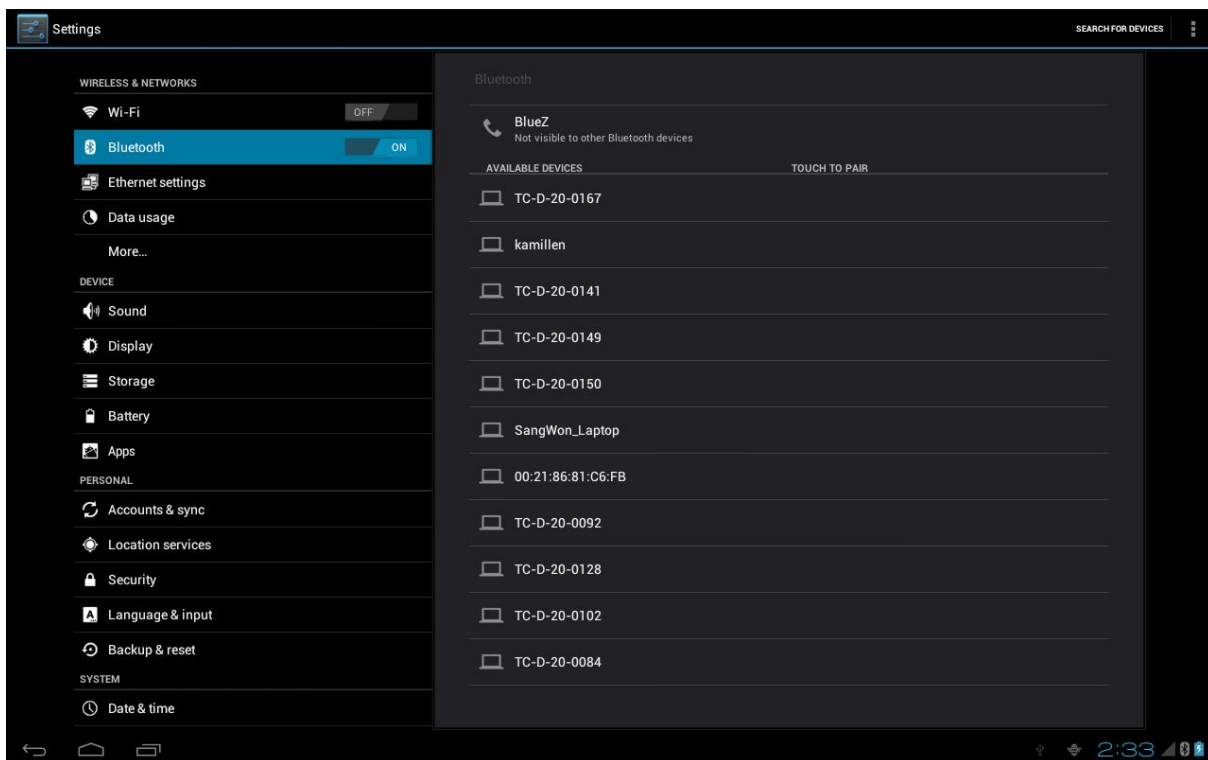 Settings
SEARCH FOR DEVICES
WIRELESS & NETWORKS
Wi-Fi
OFF
Bluetooth
ON
Ethernet settings
Data usage
More...
DEVICE
Sound
Display
Storage
Battery
Apps
PERSONAL
Accounts & sync
Location services
Security
Language & input
Backup & reset
SYSTEM
Date & time
Bluetooth
BlueZ
Not visible to other Bluetooth devices
AVAILABLE DEVICES
TOUCH TO PAIR
TC-D-20-0167
kamillen
TC-D-20-0141
TC-D-20-0149
TC-D-20-0150
SangWon_Laptop
00:21:86:81:C6:FB
TC-D-20-0092
TC-D-20-0128
TC-D-20-0102
TC-D-20-0084
2:33